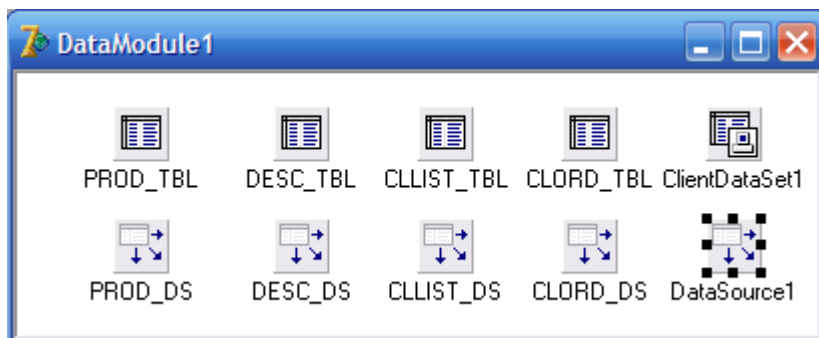 DataModule1
PROD_TBL DESC_TBL CLLIST_TBL CLORD_TBL ClientDataSet1
PROD_DS DESC_DS CLLIST_DS CLORD_DS DataSource1